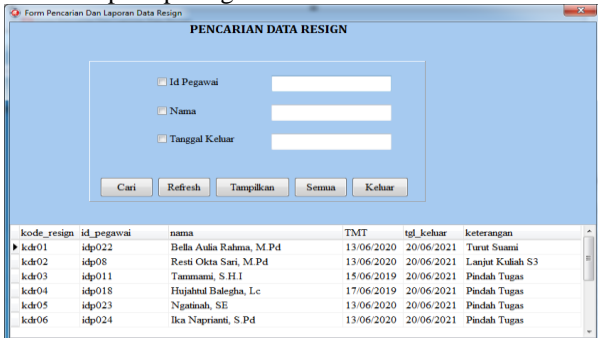 Form Pencarian Dan Laporan Data Resign
PENCARIAN DATA RESIGN
Id Pegawai
Nama
Tanggal Keluar
Cari Refresh Tampilkan Semua Keluar
kode_resign id_pegawai nama TMT tgl_keluar keterangan
kdr01 idp022 Bella Aulia Rahma, M.Pd 13/06/2020 20/06/2021 Turut Suami
kdr02 idp08 Resti Okta Sari, M.Pd 13/06/2020 20/06/2021 Lanjut Kuliah S3
kdr03 idp011 Tammami, S.H.I 15/06/2019 20/06/2021 Pindah Tugas
kdr04 idp018 Hujahtul Balegha, Lc 17/06/2019 20/06/2021 Pindah Tugas
kdr05 idp023 Ngatinah, SE 13/06/2020 20/06/2021 Pindah Tugas
kdr06 idp024 Ika Naprianti, S.Pd 13/06/2020 20/06/2021 Pindah Tugas